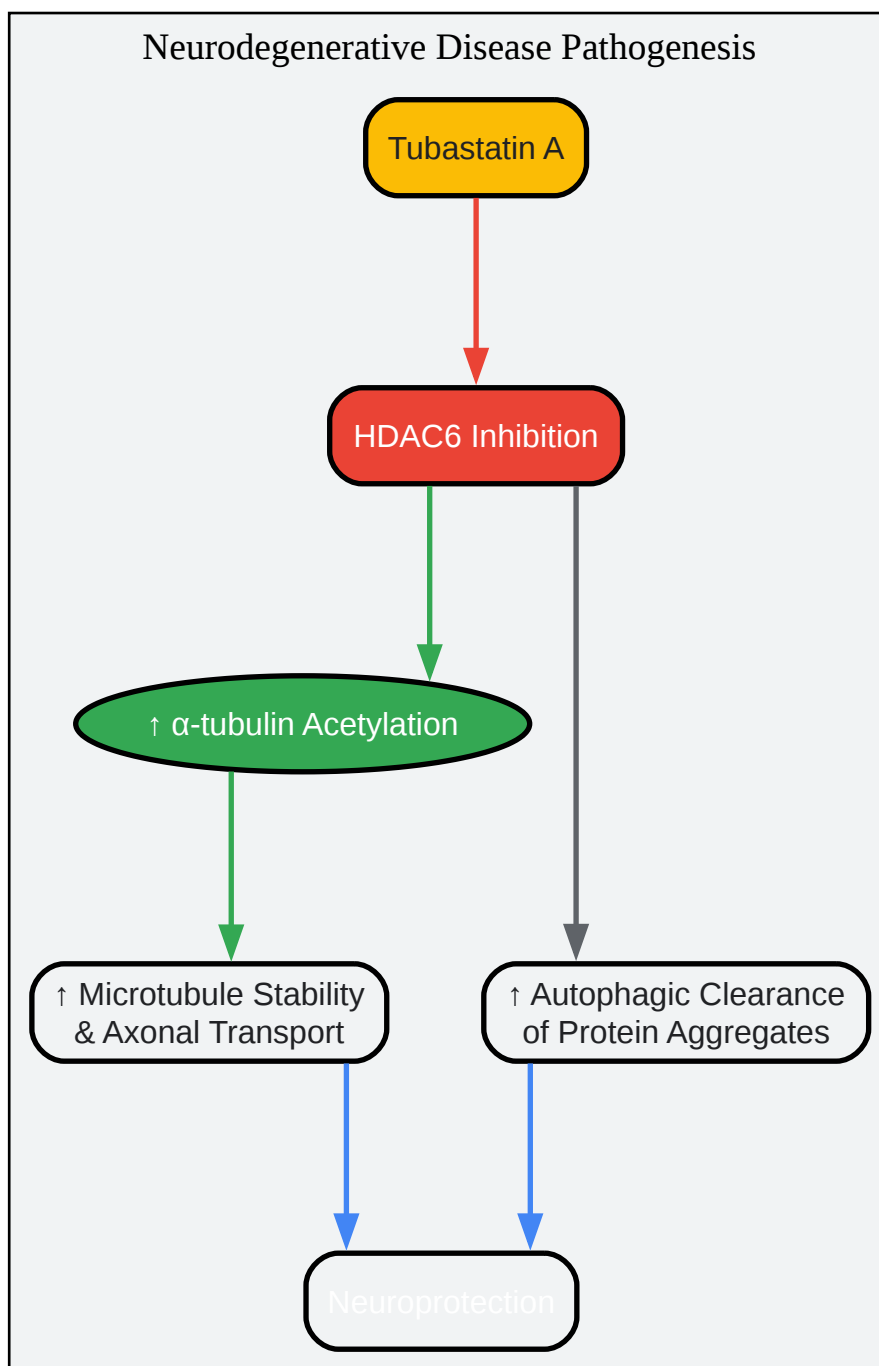 Neurodegenerative Disease Pathogenesis
Tubastatin A
HDAC6 Inhibition
↑ α-tubulin Acetylation
↑ Microtubule Stability
& Axonal Transport
↑ Autophagic Clearance
of Protein Aggregates
Neuroprotection